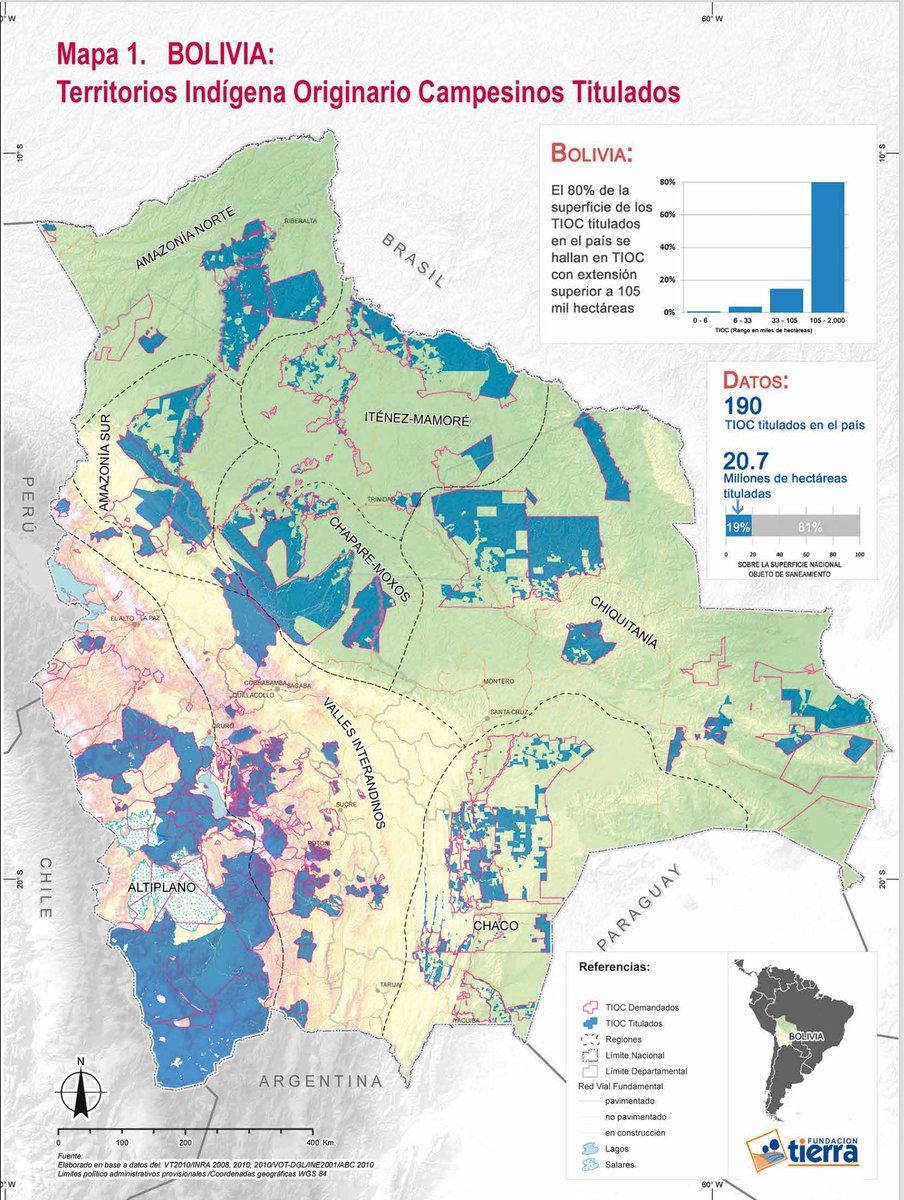 60° W
Mapa 1. BOLIVIA:
Territorios Indígena Originario Campesinos Titulados
10° S
10° S
BOLIVIA:
El 80% de la
superficie de los
TIOC titulados
en el país se
hallan en TIOC
con extensión
superior a 105
mil hectáreas
80%
60%
40%
20%
0%
0 - 6
6 - 33
33 - 105
105 - 2.000
TIOC (Rango en miles de hectáreas)
DATOS:
190
TIOC titulados en el país
20.7
Millones de hectáreas
tituladas
19%
81%
0 20 40 60 80 100
SOBRE LA SUPERFICIE NACIONAL
OBJETO DE SANEAMIENTO
AMAZONÍA NORTE
RIBERALTA
BRASIL
ITÉNEZ-MAMORÉ
AMAZONÍA SUR
PERÚ
TRINIDAD
CHAPARE-MOXOS
CHIQUITANÍA
EL ALTO
LA PAZ
COCHABAMBA
SACABA
QUILLACOLLO
MONTERO
SANTA CRUZ
ORURO
VALLES INTERANDINOS
SUCRE
POTOSI
CHILE
20° S
20° S
ALTIPLANO
CHACO
PARAGUAY
TARIJA
YACUIBA
ARGENTINA
Referencias:
TIOC Demandados
TIOC Titulados
Regiones
Límite Nacional
Límite Departamental
Red Vial Fundamental
pavimentado
no pavimentado
en construcción
Lagos
Salares
BOLIVIA
FUNDACION
tierra
N
0 100 200 400 Km.
Fuente:
Elaborado en base a datos del: VT2010/INRA 2008, 2010, 2010/VOT-DGL/INE2001/ABC 2010
Limites político administrativos provisionales /Coordenadas geográficas WGS 84
60° W